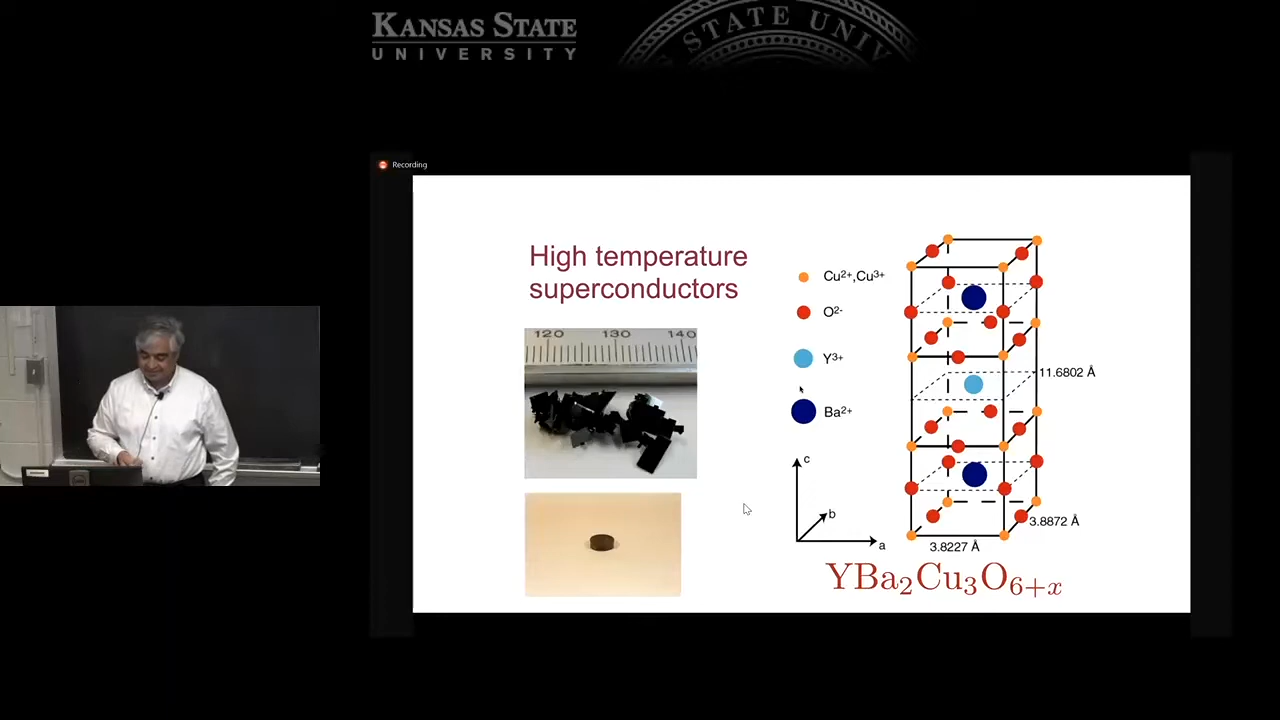 KANSAS STATE
UNIVERSITY
STATE UNIV
Recording
High temperature
superconductors
120 130 140
Cu²⁺,Cu³⁺
O²⁻
Y³⁺
Ba²⁺
c
b
a
11.6802 Å
3.8872 Å
3.8227 Å
YBa₂Cu₃O₆₊ₓ